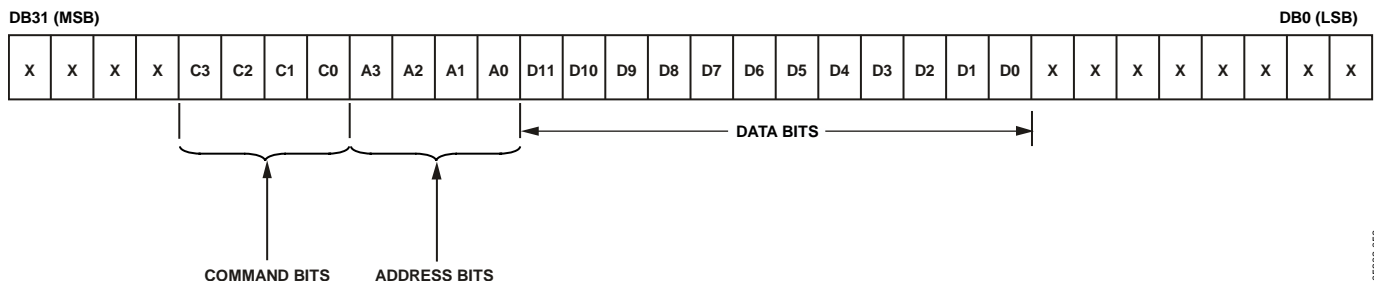 DB31 (MSB) DB0 (LSB)
X X X X C3 C2 C1 C0 A3 A2 A1 A0 D11 D10 D9 D8 D7 D6 D5 D4 D3 D2 D1 D0 X X X X X X X X
DATA BITS
COMMAND BITS ADDRESS BITS